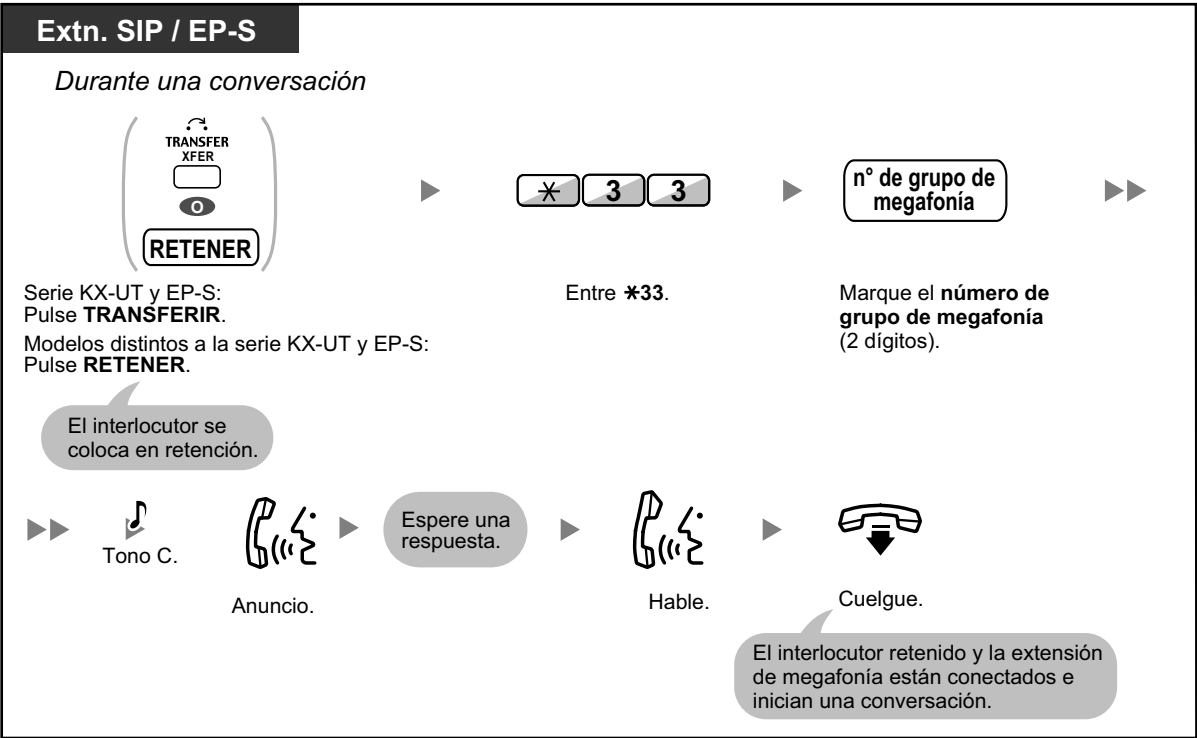 Extn. SIP / EP-S
Durante una conversación
TRANSFER
XFER
O
RETENER
3 3
n° de grupo de
megafonía
Serie KX-UT y EP-S:
Pulse TRANSFERIR.
Modelos distintos a la serie KX-UT y EP-S:
Pulse RETENER.
Entre *33.
Marque el número de
grupo de megafonía
(2 dígitos).
El interlocutor se
coloca en retención.
Tono C.
Anuncio.
Espere una
respuesta.
Hable.
Cuelgue.
El interlocutor retenido y la extensión
de megafonía están conectados e
inician una conversación.